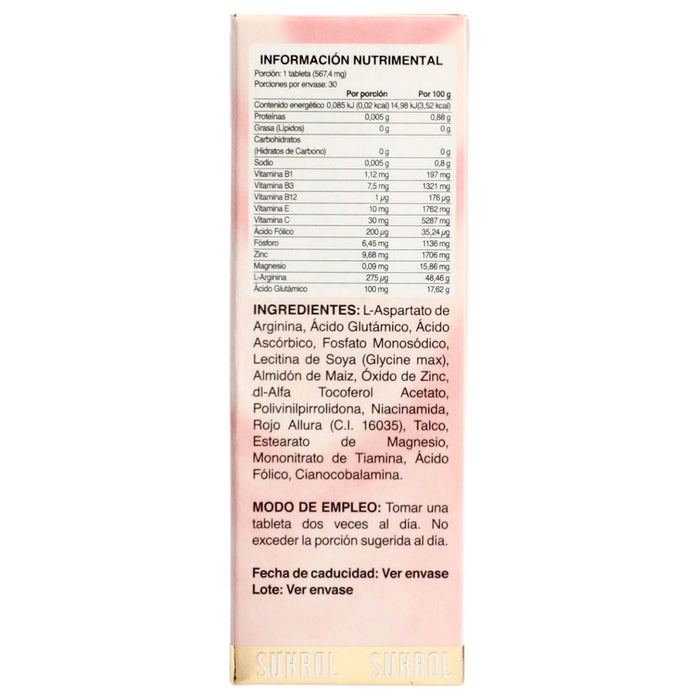 INFORMACIÓN NUTRIMENTAL
Porción: 1 tableta (567,4 mg)
Porciones por envase: 30
Por porción Por 100 g
Contenido energético 0,085 kJ (0,02 kcal) 14,98 kJ(3,52 kcal)
Proteínas 0,005 g 0,88 g
Grasa (Lípidos) 0 g 0 g
Carbohidratos
(Hidratos de Carbono) 0 g 0 g
Sodio 0,005 g 0,8 g
Vitamina B1 1,12 mg 197 mg
Vitamina B3 7,5 mg 1321 mg
Vitamina B12 1 µg 176 µg
Vitamina E 10 mg 1762 mg
Vitamina C 30 mg 5287 mg
Ácido Fólico 200 µg 35,24 µg
Fósforo 6,45 mg 1136 mg
Zinc 9,68 mg 1706 mg
Magnesio 0,09 mg 15,86 mg
L-Arginina 275 µg 48,46 g
Ácido Glutámico 100 mg 17,62 g
INGREDIENTES: L-Aspartato de
Arginina, Ácido Glutámico, Ácido
Ascórbico, Fosfato Monosódico,
Lecitina de Soya (Glycine max),
Almidón de Maiz, Óxido de Zinc,
dl-Alfa Tocoferol Acetato,
Polivinilpirrolidona, Niacinamida,
Rojo Allura (C.I. 16035), Talco,
Estearato de Magnesio,
Mononitrato de Tiamina, Ácido
Fólico, Cianocobalamina.
MODO DE EMPLEO: Tomar una
tableta dos veces al día. No
exceder la porción sugerida al día.
Fecha de caducidad: Ver envase
Lote: Ver envase
SUKROL SUKROL